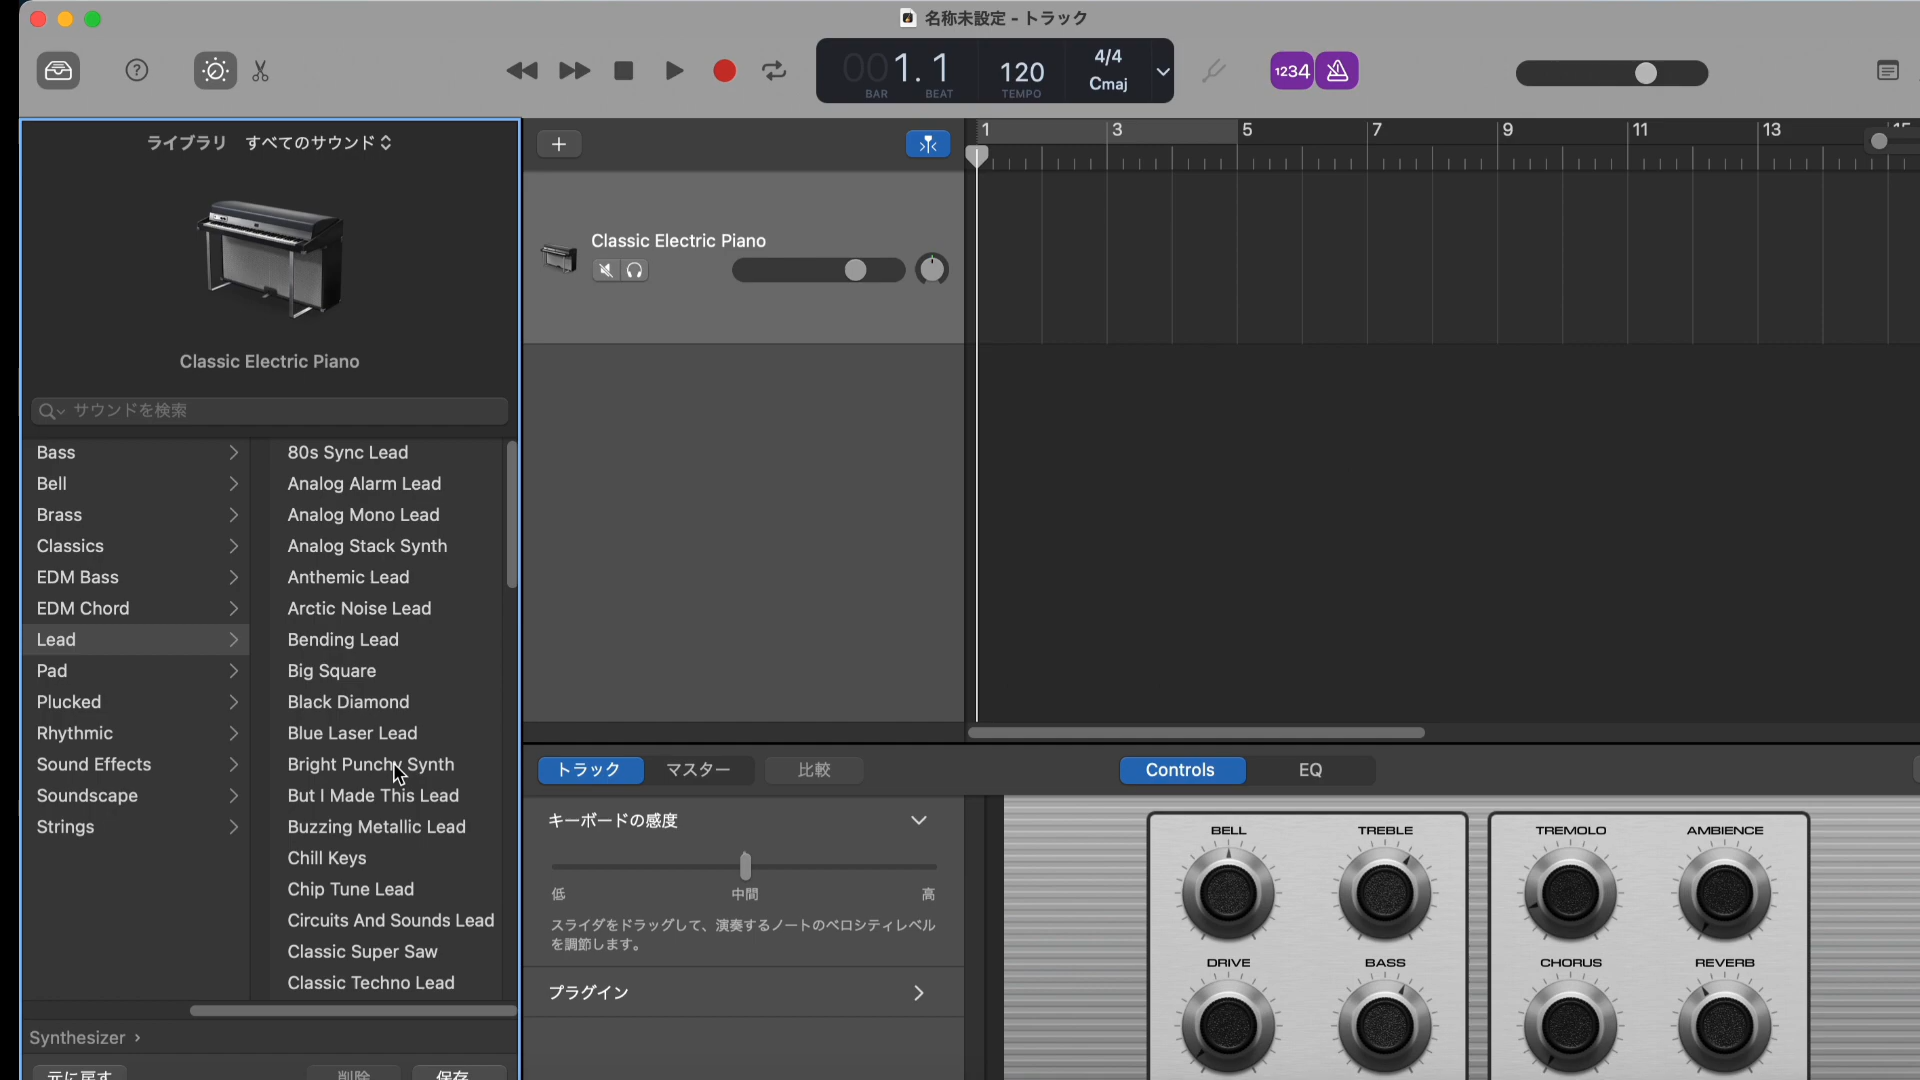 名称未設定 - トラック
001. 1
BAR
BEAT
120
TEMPO
4/4
Cmaj
1234
ライブラリ
すべてのサウンド
Classic Electric Piano
サウンドを検索
Bass
Bell
Brass
Classics
EDM Bass
EDM Chord
Lead
Pad
Plucked
Rhythmic
Sound Effects
Soundscape
Strings
80s Sync Lead
Analog Alarm Lead
Analog Mono Lead
Analog Stack Synth
Anthemic Lead
Arctic Noise Lead
Bending Lead
Big Square
Black Diamond
Blue Laser Lead
Bright Punchy Synth
But I Made This Lead
Buzzing Metallic Lead
Chill Keys
Chip Tune Lead
Circuits And Sounds Lead
Classic Super Saw
Classic Techno Lead
Synthesizer ›
元に戻す
削除
保存
Classic Electric Piano
1
3
5
7
9
11
13
15
トラック
マスター
比較
Controls
EQ
キーボードの感度
低
中間
高
スライダをドラッグして、演奏するノートのベロシティレベル
を調節します。
プラグイン
BELL
TREBLE
TREMOLO
AMBIENCE
DRIVE
BASS
CHORUS
REVERB